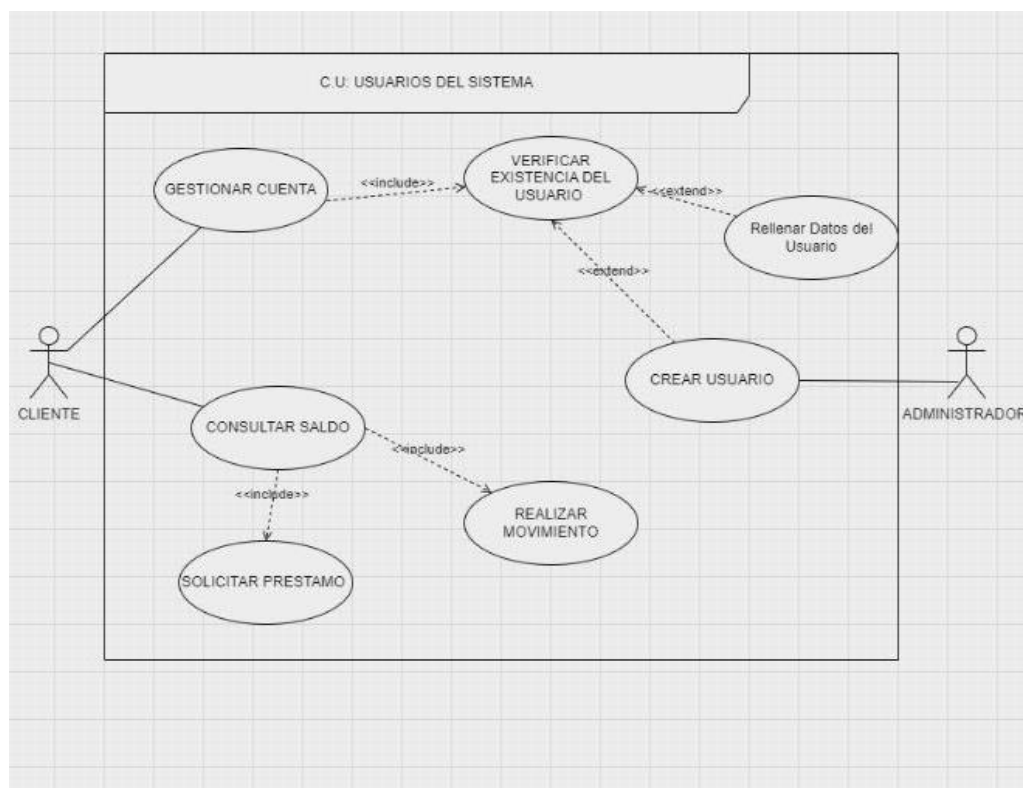 C.U: USUARIOS DEL SISTEMA
GESTIONAR CUENTA
<<include>>
VERIFICAR
EXISTENCIA DEL
USUARIO
<<extend>>
Rellenar Datos del
Usuario
<<extend>>
CREAR USUARIO
CLIENTE
ADMINISTRADOR
CONSULTAR SALDO
<<include>>
<<include>>
REALIZAR
MOVIMIENTO
SOLICITAR PRESTAMO